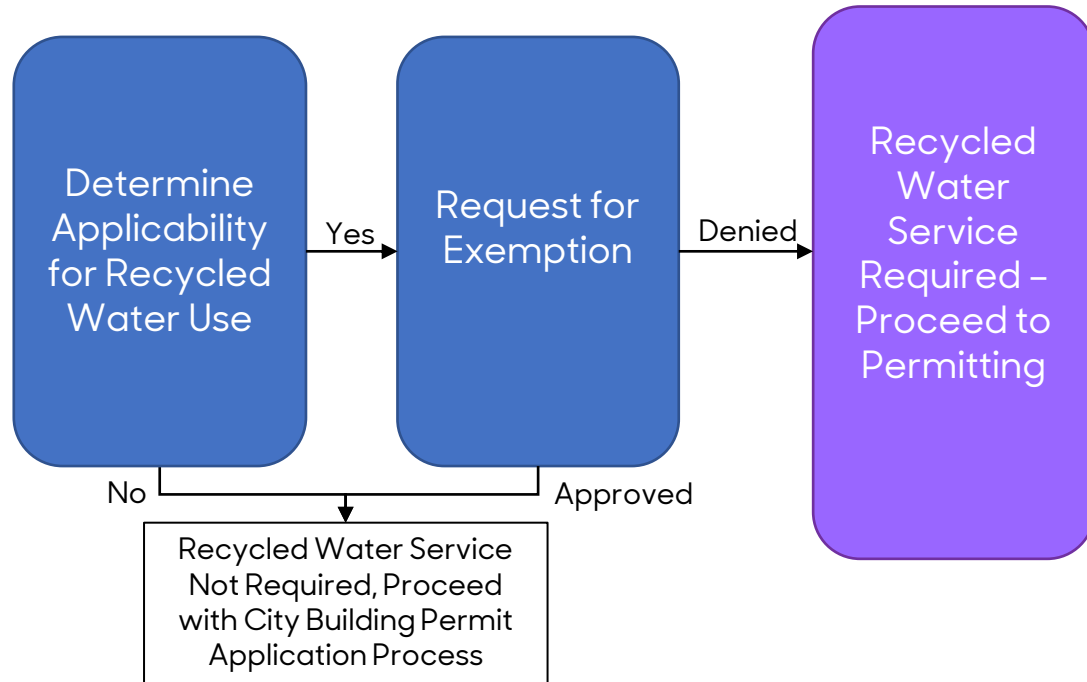 Determine
Applicability
for Recycled
Water Use
Yes
Request for
Exemption
Denied
Recycled
Water
Service
Required –
Proceed to
Permitting
No
Approved
Recycled Water Service
Not Required, Proceed
with City Building Permit
Application Process